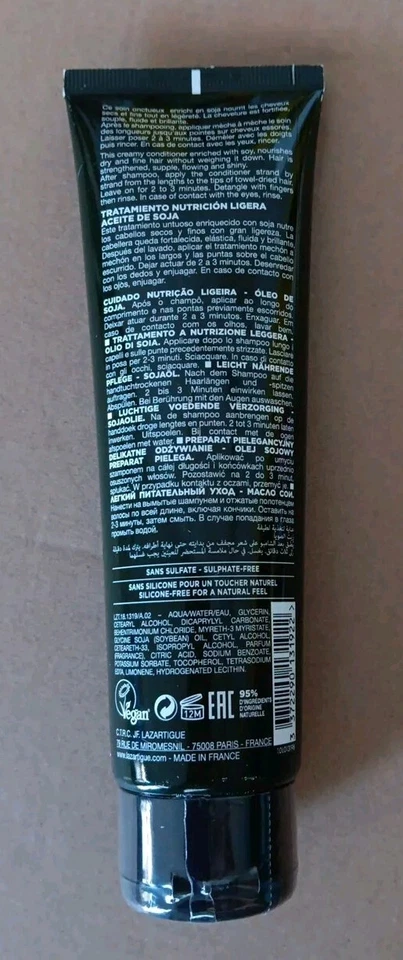 Ce soin onctueux enrichi en soja nourrit les cheveux
secs et fins tout en légèreté. La chevelure est fortifiée,
souple, fluide et brillante.
Après le shampooing, appliquer mèche à mèche le soin
des longueurs jusqu'aux pointes sur cheveux essorés.
Laisser poser 2 à 3 minutes. Démêler avec les doigts
puis rincer. En cas de contact avec les yeux, rincer.
This creamy conditioner enriched with soy, nourishes
dry and fine hair without weighing it down. Hair is
strengthened, supple, flowing and shiny.
After shampoo, apply the conditioner strand by
strand from the lengths to the tips of towel-dried hair.
Leave on for 2 to 3 minutes. Detangle with fingers
then rinse. In case of contact with the eyes, rinse.
TRATAMIENTO NUTRICIÓN LIGERA
ACEITE DE SOJA
Este tratamiento untuoso enriquecido con soja nutre
los cabellos secos y finos con gran ligereza. La
cabellera queda fortalecida, elástica, fluida y brillante.
Después del lavado, aplicar el tratamiento mechón a
mechón en los largos y las puntas sobre el cabello
escurrido. Dejar actuar de 2 a 3 minutos. Desenredar
con los dedos y enjuagar. En caso de contacto con
los ojos, enjuagar.
CUIDADO NUTRIÇÃO LIGEIRA - ÓLEO DE
SOJA. Após o champô, aplicar ao longo do
comprimento e nas pontas previamente escorridos.
Deixar atuar durante 2 a 3 minutos. Enxaguar. Em
caso de contacto com os olhos, lavar bem.
■ TRATTAMENTO A NUTRIZIONE LEGGERA -
OLIO DI SOIA. Applicare dopo lo shampoo lungo i
capelli e sulle punte precedentemente strizzate. Lasciare
in posa per 2-3 minuti. Sciacquare. In caso di contatto
con gli occhi, sciacquare. ■ LEICHT NÄHRENDE
PFLEGE - SOJAÖL. Nach dem Shampoo auf die
handtuchtrockenen Haarlängen und -spitzen
auftragen. 2 bis 3 Minuten einwirken lassen.
Abspülen. Bei Berührung mit den Augen auswaschen.
■ LUCHTIGE VOEDENDE VERZORGING -
SOJAOLIE. Na de shampoo aanbrengen op de
handdoek droge lengtes en punten. 2 tot 3 minuten laten
inwerken. Uitspoelen. Bij contact met de ogen
afspoelen met water. ■ PREPARAT PIELĘGNACYJNY
DELIKATNE ODŻYWIANIE - OLEJ SOJOWY
PREPARAT PIELEGA. Aplikować po umyciu
szamponem na całej długości i końcówkach uprzednio
osuszonych włosów. Pozostawić na 2 do 3 minut,
spłukać. W przypadku kontaktu z oczami, przemyć je. ■
ЛЕГКИЙ ПИТАТЕЛЬНЫЙ УХОД - МАСЛО СОИ.
Нанести на вымытые шампунем и отжатые полотенцем
волосы по всей длине, включая кончики. Оставить на
2-3 минуты, затем смыть. В случае попадания в глаза
промыть водой.
SANS SULFATE - SULPHATE-FREE
SANS SILICONE POUR UN TOUCHER NATUREL
SILICONE-FREE FOR A NATURAL FEEL
LZT.18.1319/A.02 - AQUA/WATER/EAU, GLYCERIN,
CETEARYL ALCOHOL, DICAPRYLYL CARBONATE,
BEHENTRIMONIUM CHLORIDE, MYRETH-3 MYRISTATE,
GLYCINE SOJA (SOYBEAN) OIL, CETYL ALCOHOL,
CETEARETH-33, ISOPROPYL ALCOHOL, PARFUM
(FRAGRANCE), CITRIC ACID, SODIUM BENZOATE,
POTASSIUM SORBATE, TOCOPHEROL, TETRASODIUM
EDTA, LIMONENE, HYDROGENATED LECITHIN.
Vegan
12M
EAC
95%
D'INGRÉDIENTS
D'ORIGINE
NATURELLE
C.T.R.C. JF. LAZARTIGUE
79 RUE DE MIROMESNIL - 75008 PARIS - FRANCE
www.lazartigue.com - MADE IN FRANCE